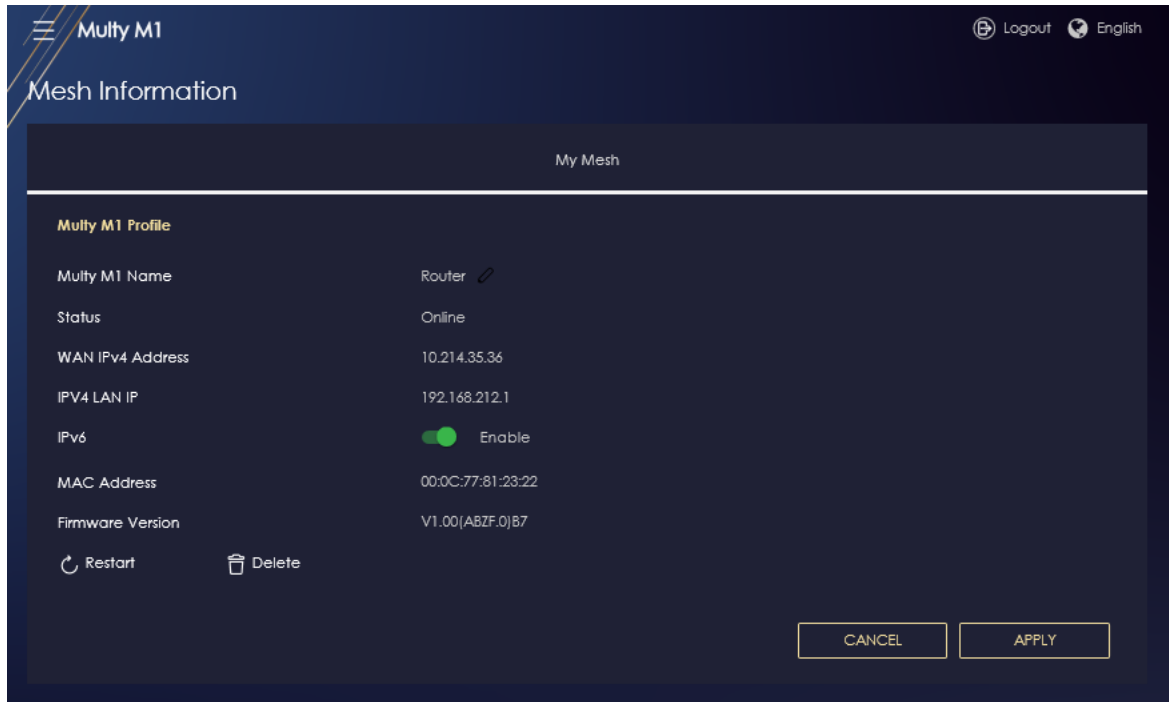 Multy M1
Logout English
Mesh Information
My Mesh
Multy M1 Profile
Multy M1 Name Router
Status Online
WAN IPv4 Address 10.214.35.36
IPV4 LAN IP 192.168.212.1
IPv6 Enable
MAC Address 00:0C:77:81:23:22
Firmware Version V1.00(ABZF.0)B7
Restart Delete
CANCEL APPLY